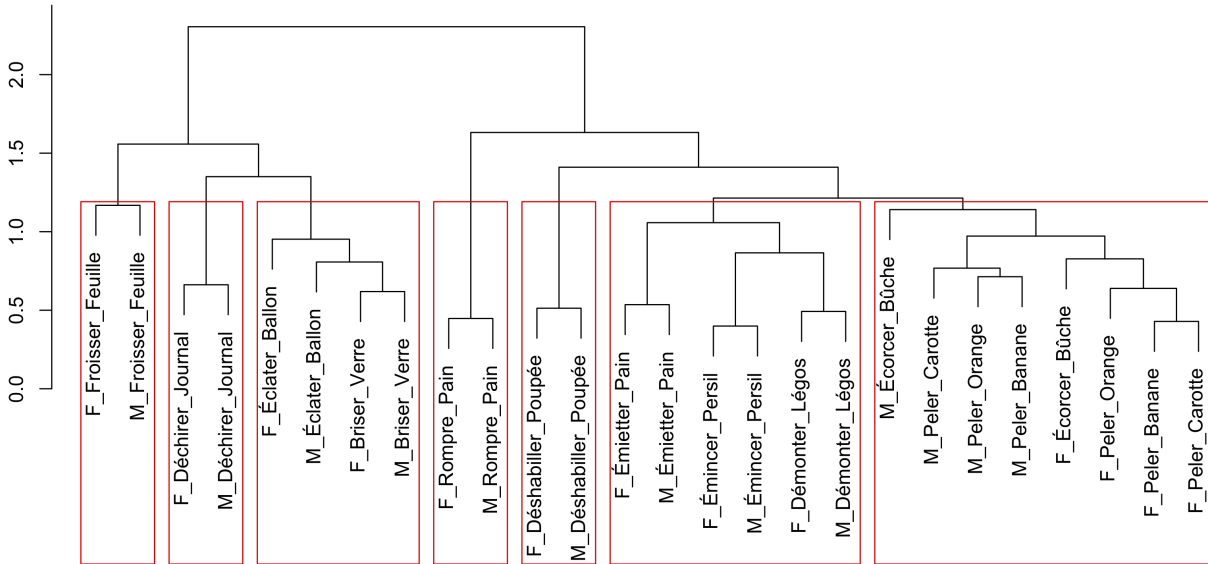 2.0
1.5
1.0
0.5
0.0
F_Froisser_Feuille
M_Froisser_Feuille
F_Déchirer_Journal
M_Déchirer_Journal
F_Éclater_Ballon
M_Éclater_Ballon
F_Briser_Verre
M_Briser_Verre
F_Rompre_Pain
M_Rompre_Pain
F_Déshabiller_Poupée
M_Déshabiller_Poupée
F_Émietter_Pain
M_Émietter_Pain
F_Émincer_Persil
M_Émincer_Persil
F_Démonter_Légos
M_Démonter_Légos
M_Écorcer_Bûche
M_Peler_Carotte
M_Peler_Orange
M_Peler_Banane
F_Écorcer_Bûche
F_Peler_Orange
F_Peler_Banane
F_Peler_Carotte